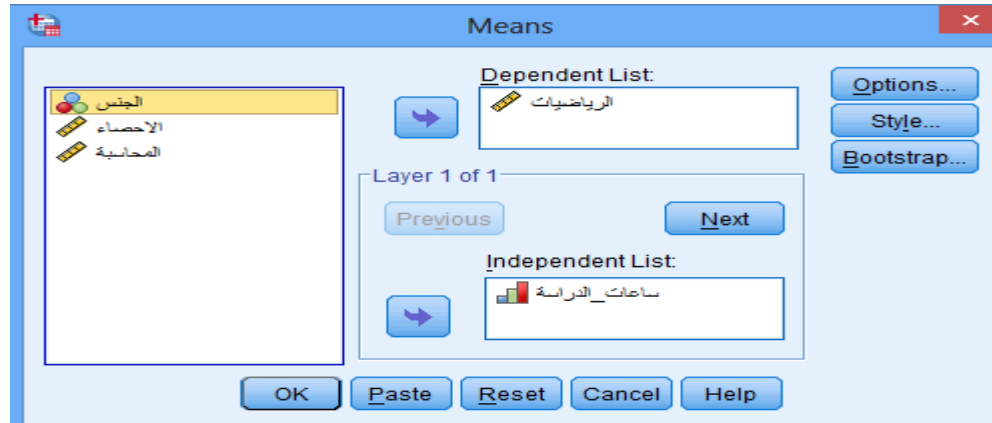 Means
Dependent List:
الرياضيات
Options...
Style...
Bootstrap...
الجنس
الاحصاء
المحاسبة
Layer 1 of 1
Previous
Next
Independent List:
ساعات_الدراسة
OK
Paste
Reset
Cancel
Help